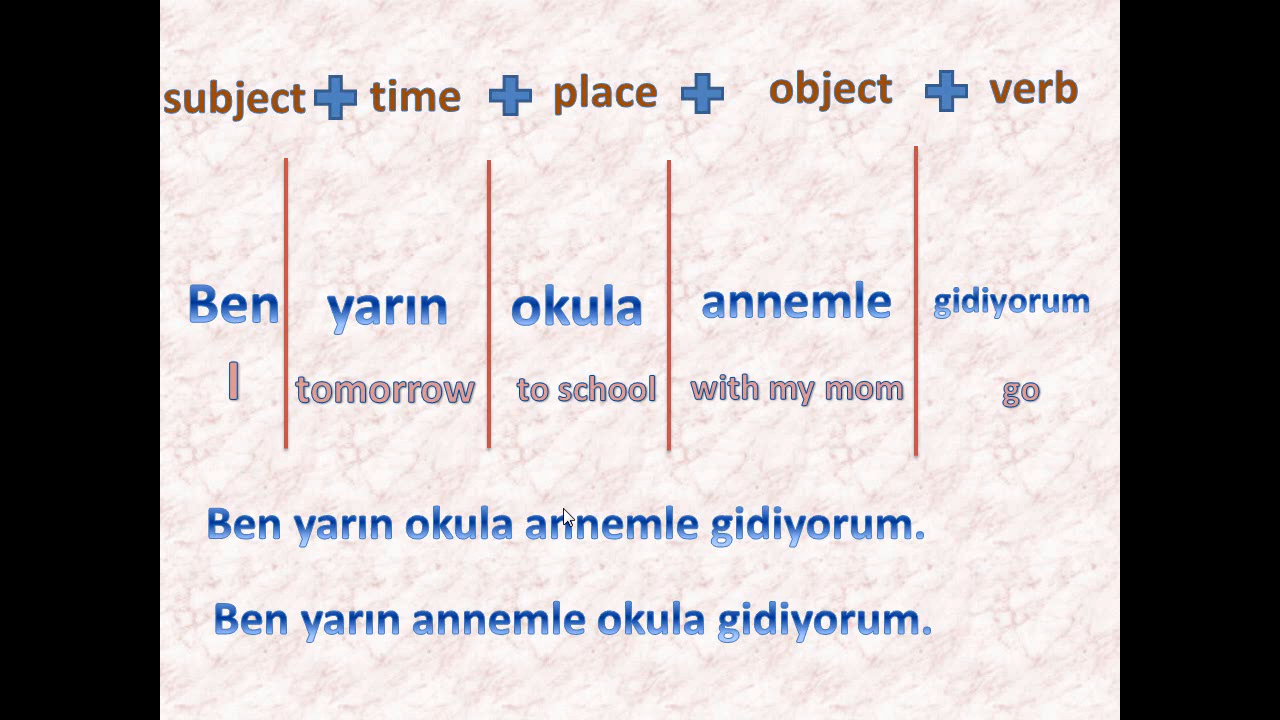 subject + time + place + object + verb
Ben yarın okula annemle gidiyorum
I tomorrow to school with my mom go
Ben yarın okula annemle gidiyorum.
Ben yarın annemle okula gidiyorum.